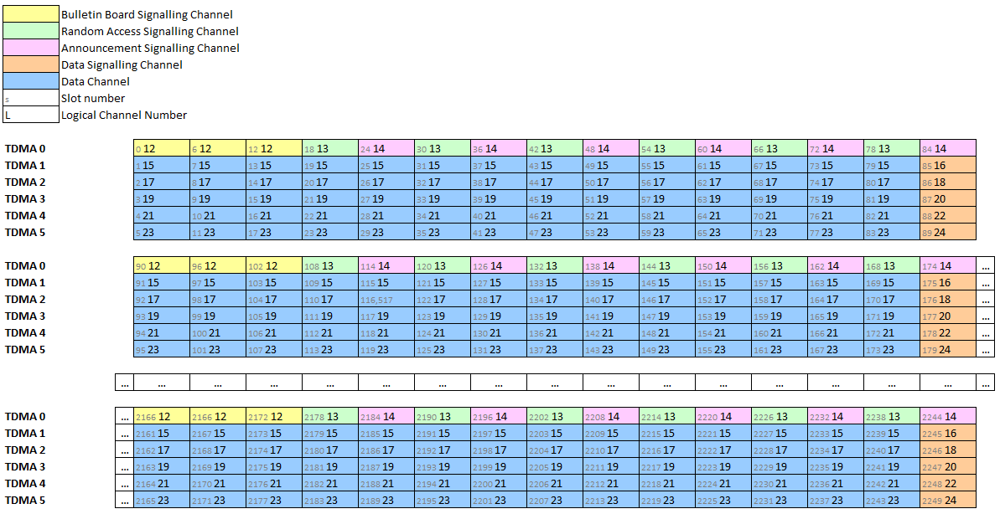 Bulletin Board Signalling Channel
Random Access Signalling Channel
Announcement Signalling Channel
Data Signalling Channel
Data Channel
s Slot number
L Logical Channel Number
TDMA 0 0 12 6 12 12 12 18 13 24 14 30 13 36 14 42 13 48 14 54 13 60 14 66 13 72 14 78 13 84 14
TDMA 1 1 15 7 15 13 15 19 15 25 15 31 15 37 15 43 15 49 15 55 15 61 15 67 15 73 15 79 15 85 16
TDMA 2 2 17 8 17 14 17 20 17 26 17 32 17 38 17 44 17 50 17 56 17 62 17 68 17 74 17 80 17 86 18
TDMA 3 3 19 9 19 15 19 21 19 27 19 33 19 39 19 45 19 51 19 57 19 63 19 69 19 75 19 81 19 87 20
TDMA 4 4 21 10 21 16 21 22 21 28 21 34 21 40 21 46 21 52 21 58 21 64 21 70 21 76 21 82 21 88 22
TDMA 5 5 23 11 23 17 23 23 23 29 23 35 23 41 23 47 23 53 23 59 23 65 23 71 23 77 23 83 23 89 24
TDMA 0 90 12 96 12 102 12 108 13 114 14 120 13 126 14 132 13 138 14 144 13 150 14 156 13 162 14 168 13 174 14 ...
TDMA 1 91 15 97 15 103 15 109 15 115 15 121 15 127 15 133 15 139 15 145 15 151 15 157 15 163 15 169 15 175 16 ...
TDMA 2 92 17 98 17 104 17 110 17 116,517 122 17 128 17 134 17 140 17 146 17 152 17 158 17 164 17 170 17 176 18 ...
TDMA 3 93 19 99 19 105 19 111 19 117 19 123 19 129 19 135 19 141 19 147 19 153 19 159 19 165 19 171 19 177 20 ...
TDMA 4 94 21 100 21 106 21 112 21 118 21 124 21 130 21 136 21 142 21 148 21 154 21 160 21 166 21 172 21 178 22 ...
TDMA 5 95 23 101 23 107 23 113 23 119 23 125 23 131 23 137 23 143 23 149 23 155 23 161 23 167 23 173 23 179 24 ...
... ... ... ... ... ... ... ... ... ... ... ... ... ... ... ... ...
TDMA 0 ... 2166 12 2166 12 2172 12 2178 13 2184 14 2190 13 2196 14 2202 13 2208 14 2214 13 2220 14 2226 13 2232 14 2238 13 2244 14
TDMA 1 ... 2161 15 2167 15 2173 15 2179 15 2185 15 2191 15 2197 15 2203 15 2209 15 2215 15 2221 15 2227 15 2233 15 2239 15 2245 16
TDMA 2 ... 2162 17 2168 17 2174 17 2180 17 2186 17 2192 17 2198 17 2204 17 2210 17 2216 17 2222 17 2228 17 2234 17 2240 17 2246 18
TDMA 3 ... 2163 19 2169 19 2175 19 2181 19 2187 19 2193 19 2199 19 2205 19 2211 19 2217 19 2223 19 2229 19 2235 19 2241 19 2247 20
TDMA 4 ... 2164 21 2170 21 2176 21 2182 21 2188 21 2194 21 2200 21 2206 21 2212 21 2218 21 2224 21 2230 21 2236 21 2242 21 2248 22
TDMA 5 ... 2165 23 2171 23 2177 23 2183 23 2189 23 2195 23 2201 23 2207 23 2213 23 2219 23 2225 23 2231 23 2237 23 2243 23 2249 24